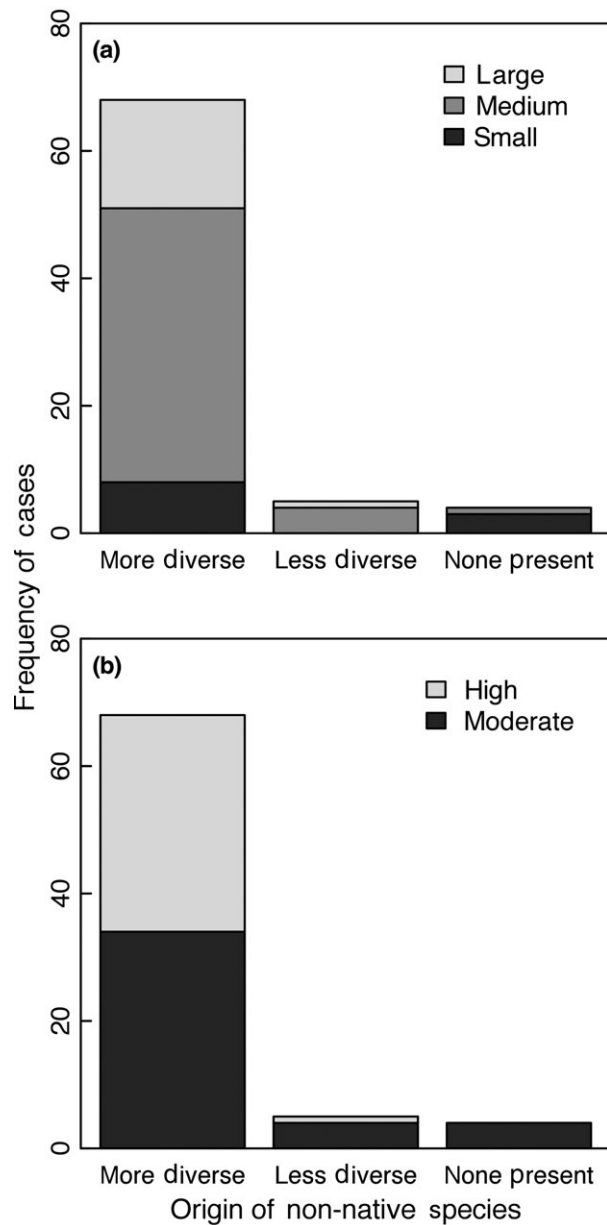 (a)
Large
Medium
Small
80
60
40
20
0
More diverse Less diverse None present
Frequency of cases
(b)
High
Moderate
80
60
40
20
0
More diverse Less diverse None present
Origin of non-native species